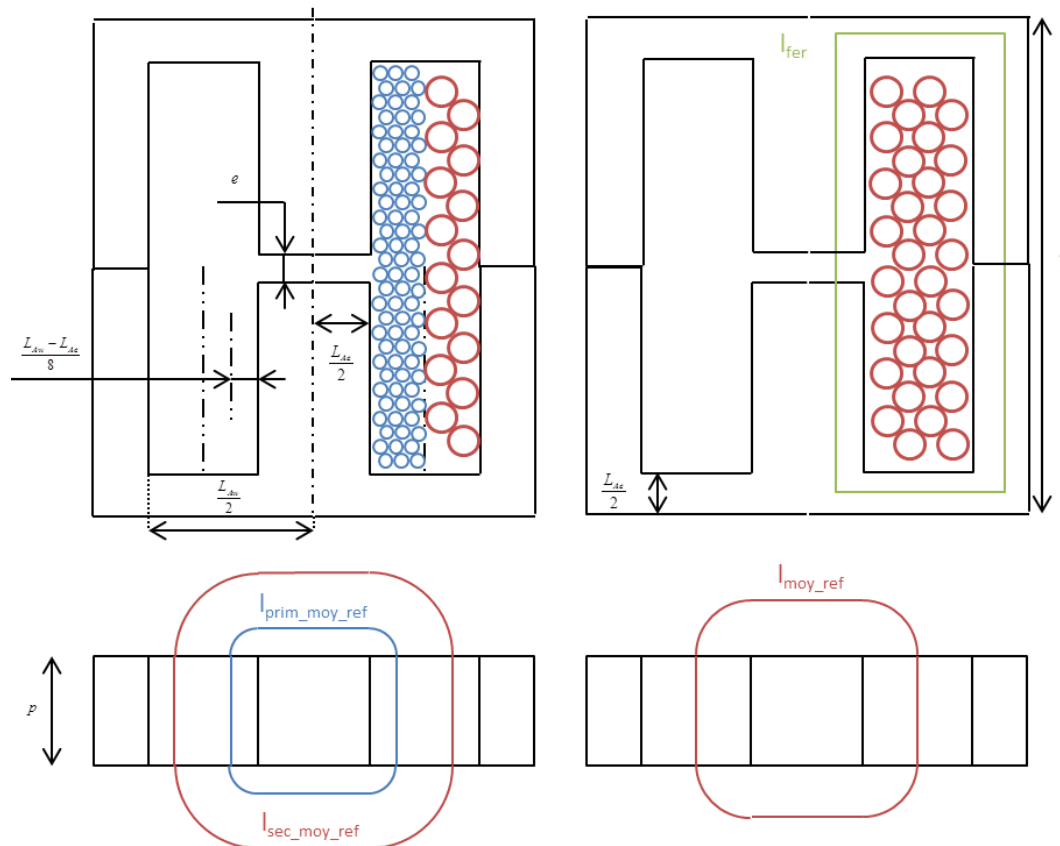 l_fer
e
L_Aw − L_Ae
8
L_Ae
2
L_Ae
2
L_Aw
2
l_prim_moy_ref
l_moy_ref
p
l_sec_moy_ref